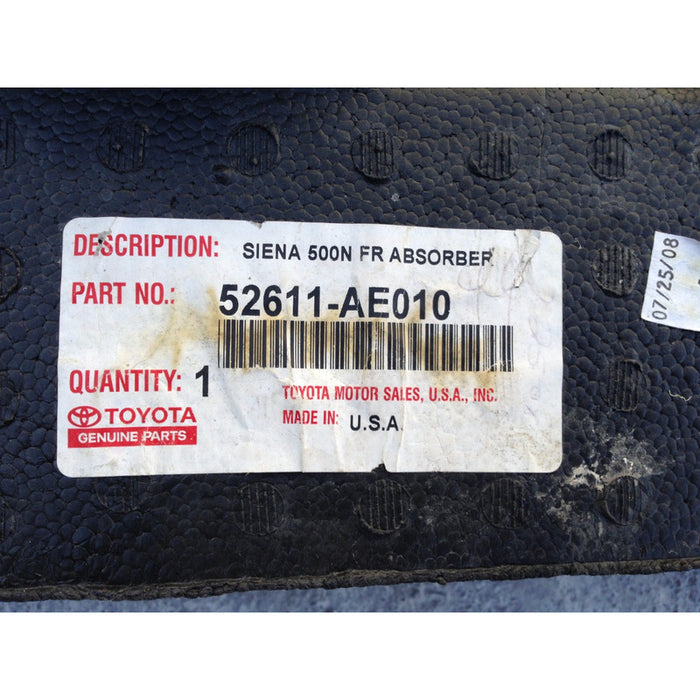 DESCRIPTION: SIENA 500N FR ABSORBER
PART NO.: 52611-AE010
QUANTITY: 1
TOYOTA MOTOR SALES, U.S.A., INC.
TOYOTA
GENUINE PARTS
MADE IN: U.S.A.
07/25/08